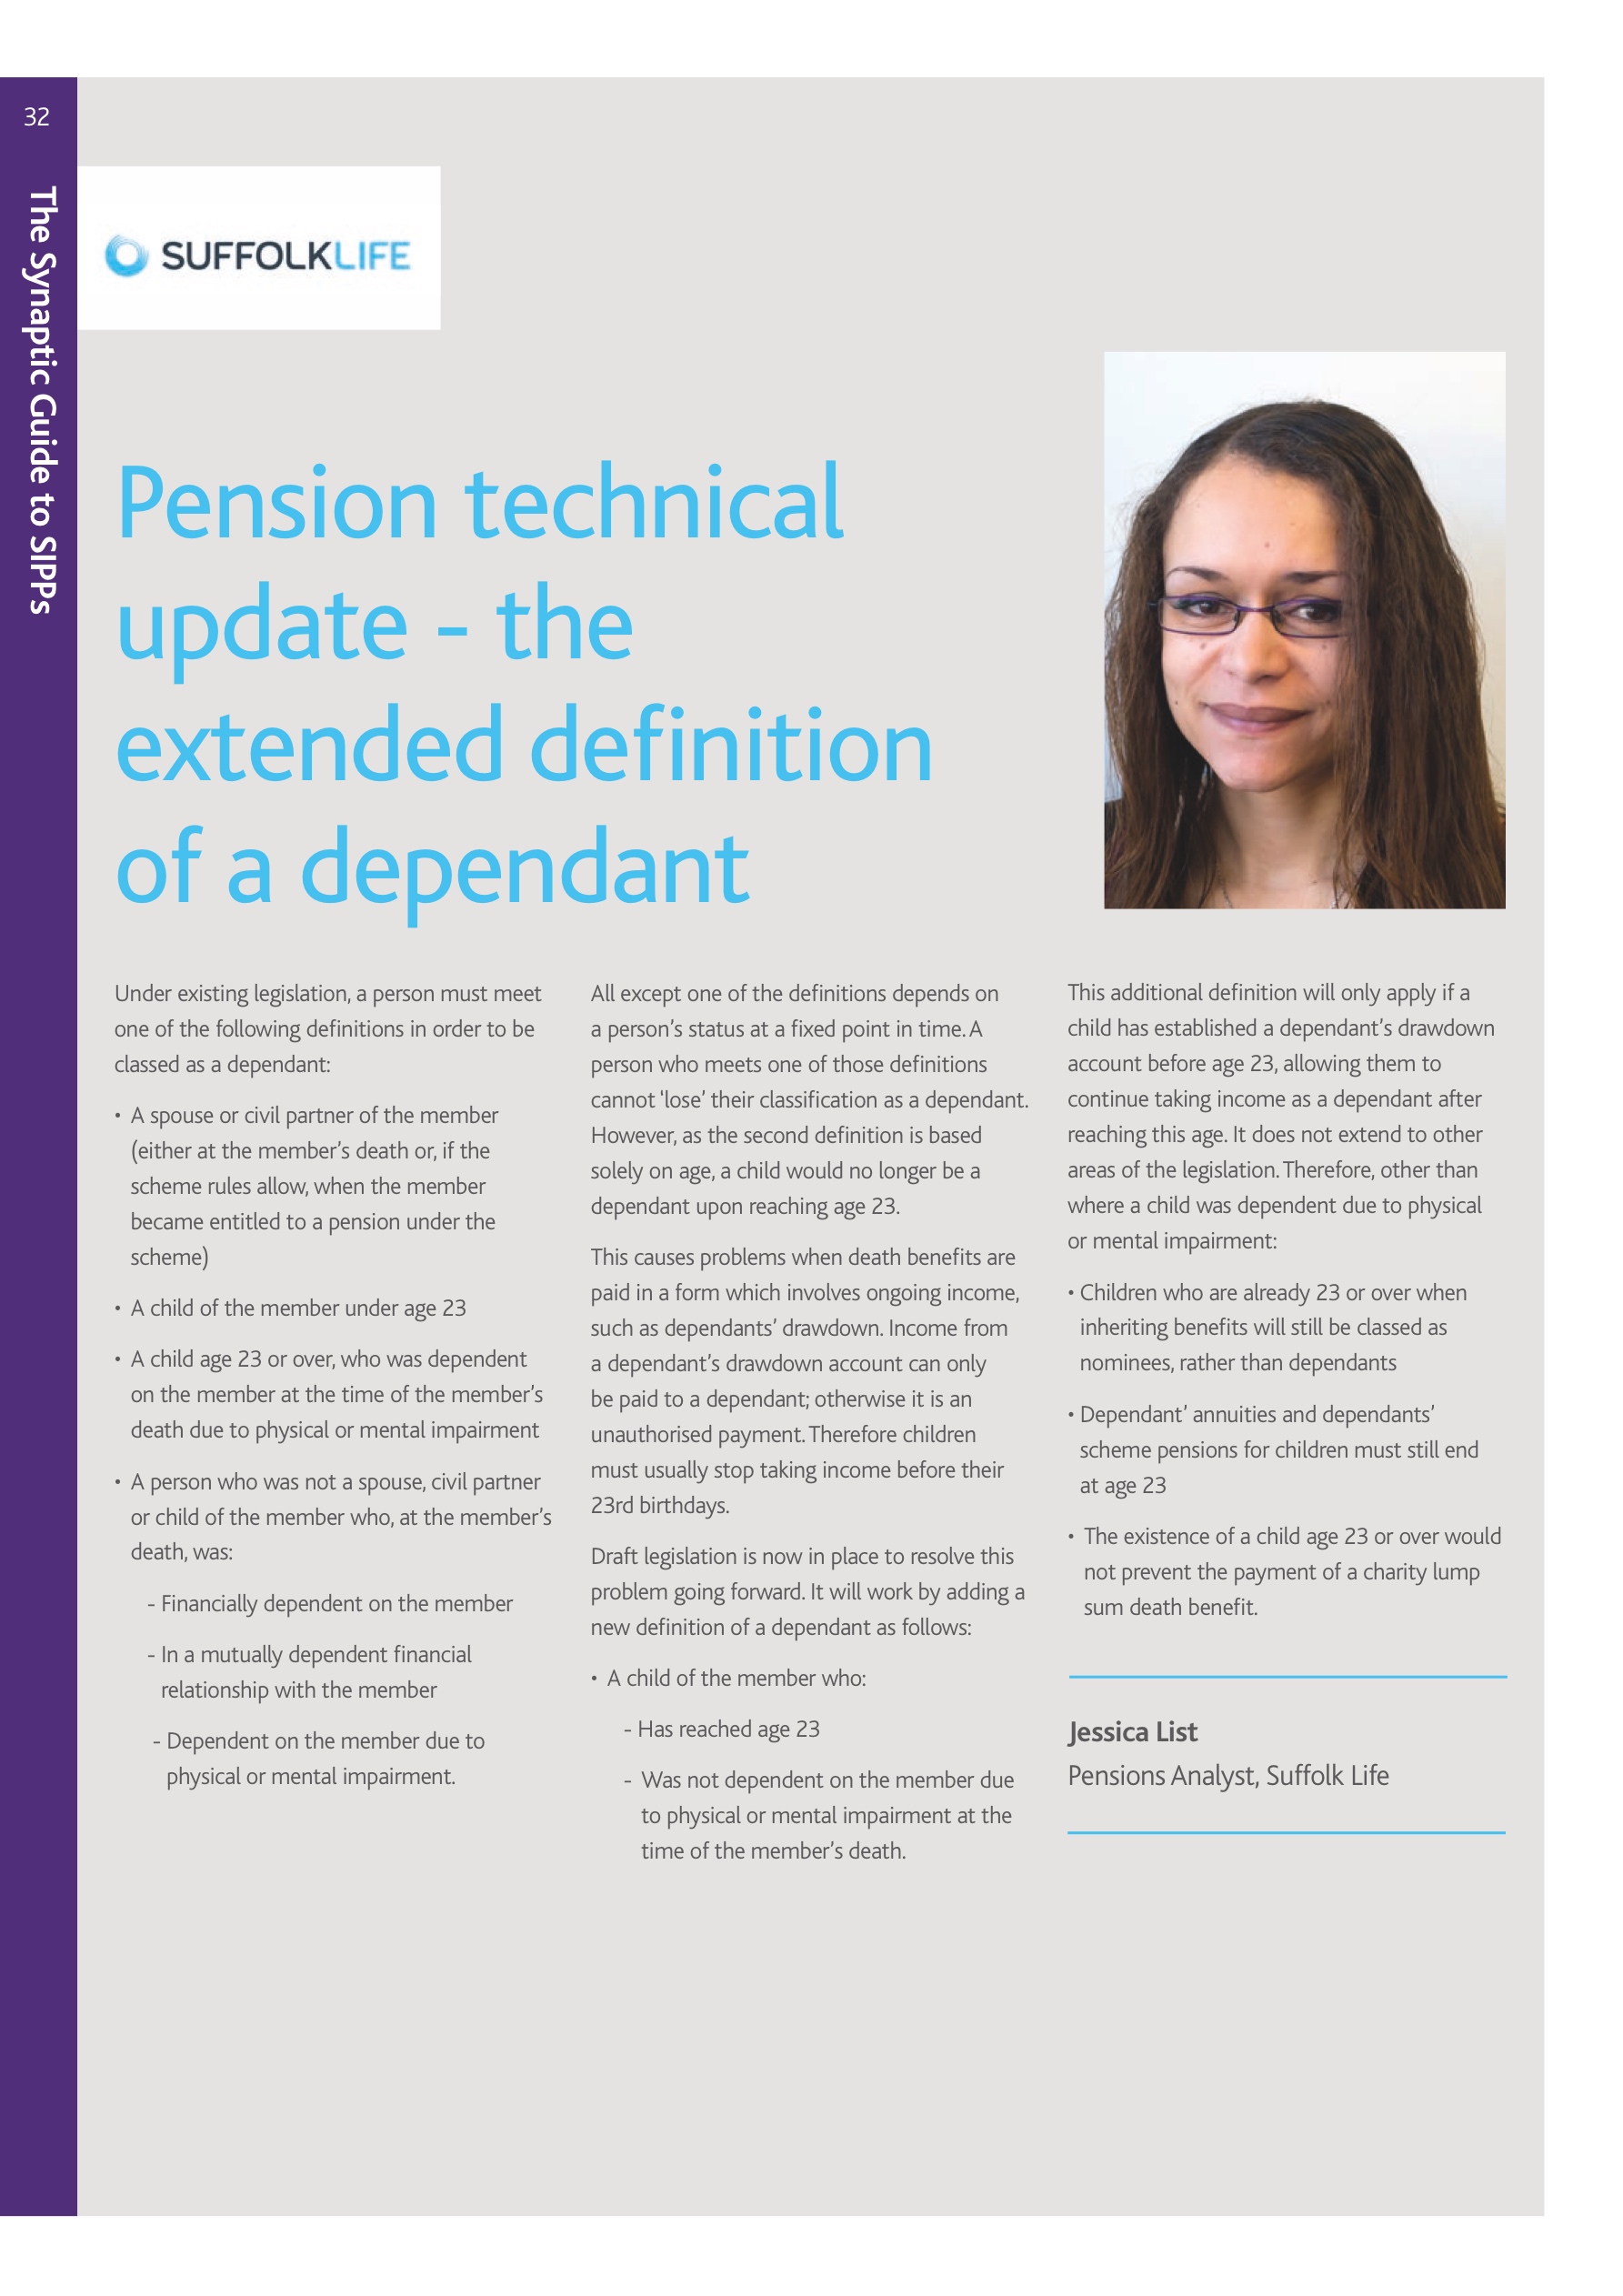 32
The Synaptic Guide to SIPPs
SUFFOLKLIFE
Pension technical
update - the
extended definition
of a dependant
Under existing legislation, a person must meet
one of the following definitions in order to be
classed as a dependant:
• A spouse or civil partner of the member
(either at the member’s death or, if the
scheme rules allow, when the member
became entitled to a pension under the
scheme)
• A child of the member under age 23
• A child age 23 or over, who was dependent
on the member at the time of the member’s
death due to physical or mental impairment
• A person who was not a spouse, civil partner
or child of the member who, at the member’s
death, was:
- Financially dependent on the member
- In a mutually dependent financial
relationship with the member
- Dependent on the member due to
physical or mental impairment.
All except one of the definitions depends on
a person’s status at a fixed point in time. A
person who meets one of those definitions
cannot ‘lose’ their classification as a dependant.
However, as the second definition is based
solely on age, a child would no longer be a
dependant upon reaching age 23.
This causes problems when death benefits are
paid in a form which involves ongoing income,
such as dependants’ drawdown. Income from
a dependant’s drawdown account can only
be paid to a dependant; otherwise it is an
unauthorised payment. Therefore children
must usually stop taking income before their
23rd birthdays.
Draft legislation is now in place to resolve this
problem going forward. It will work by adding a
new definition of a dependant as follows:
• A child of the member who:
- Has reached age 23
- Was not dependent on the member due
to physical or mental impairment at the
time of the member’s death.
This additional definition will only apply if a
child has established a dependant’s drawdown
account before age 23, allowing them to
continue taking income as a dependant after
reaching this age. It does not extend to other
areas of the legislation. Therefore, other than
where a child was dependent due to physical
or mental impairment:
• Children who are already 23 or over when
inheriting benefits will still be classed as
nominees, rather than dependants
• Dependant’ annuities and dependants’
scheme pensions for children must still end
at age 23
• The existence of a child age 23 or over would
not prevent the payment of a charity lump
sum death benefit.
Jessica List
Pensions Analyst, Suffolk Life